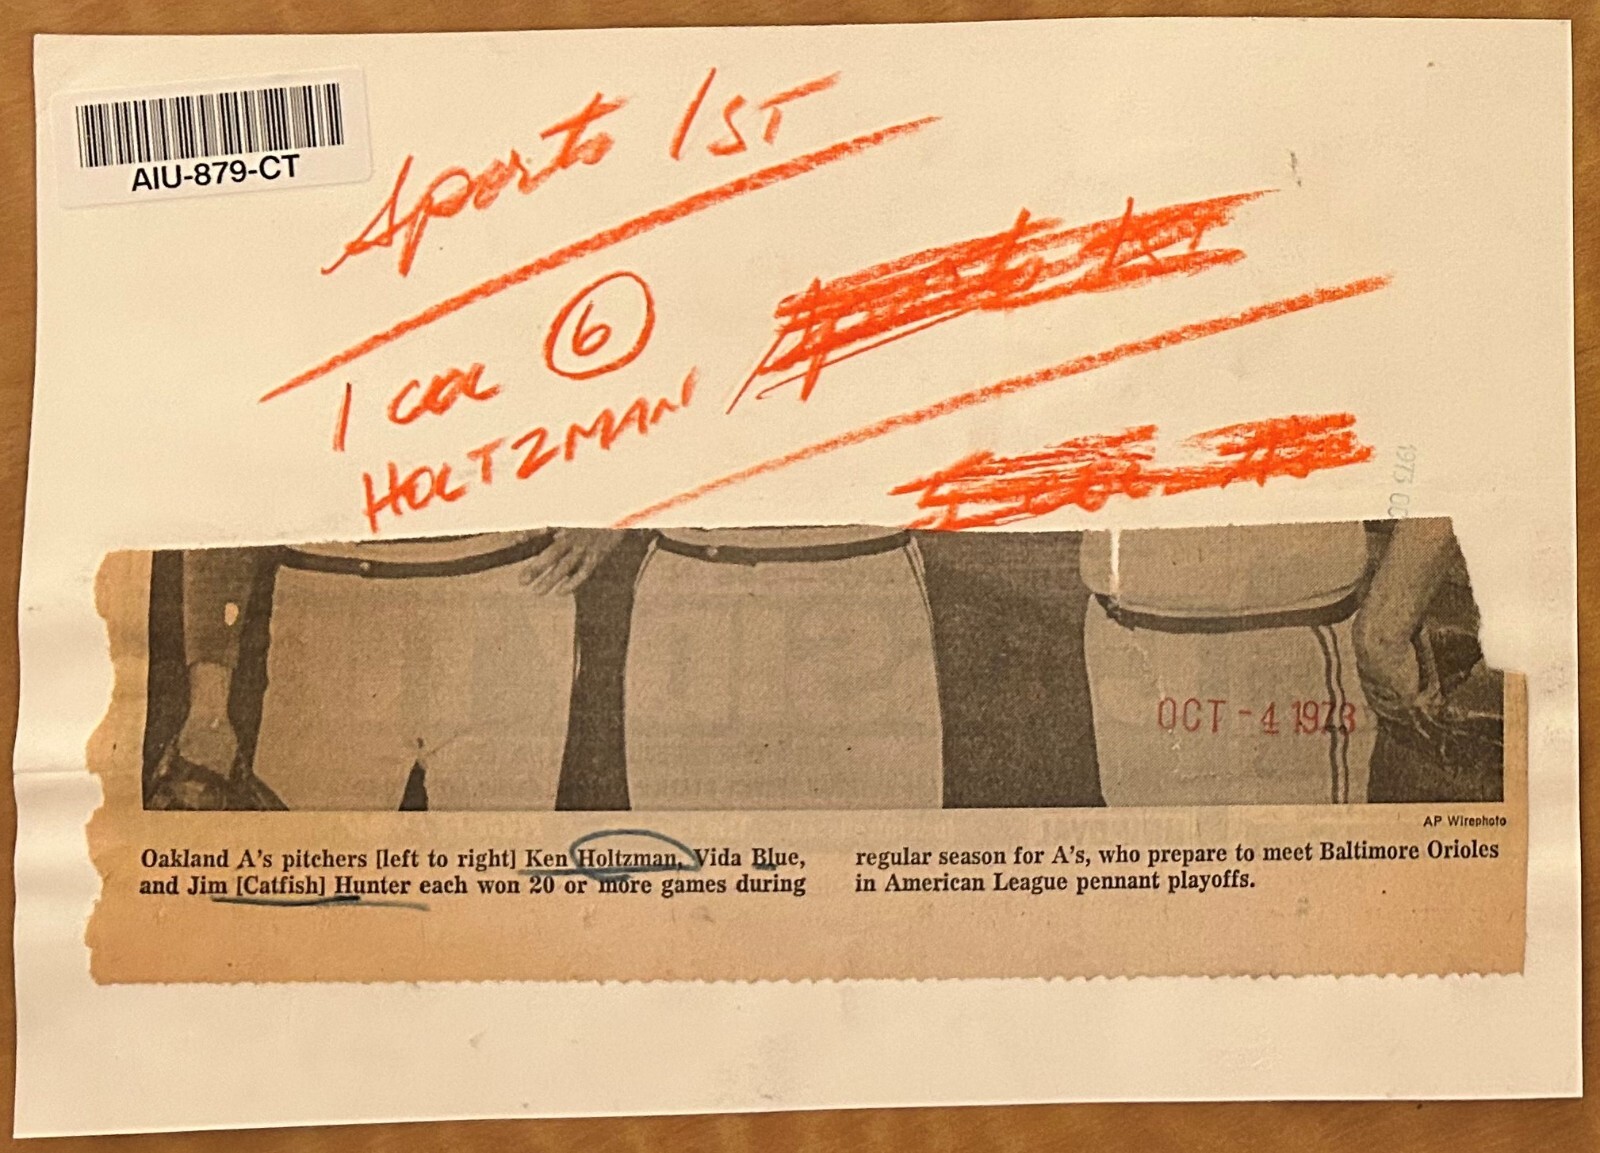 AIU-879-CT
Sports 1ST
1 COL 6
HOLTZMAN
Sports 1ST
OCT - 4 1973
AP Wirephoto
Oakland A's pitchers [left to right] Ken Holtzman, Vida Blue,
and Jim [Catfish] Hunter each won 20 or more games during
regular season for A's, who prepare to meet Baltimore Orioles
in American League pennant playoffs.